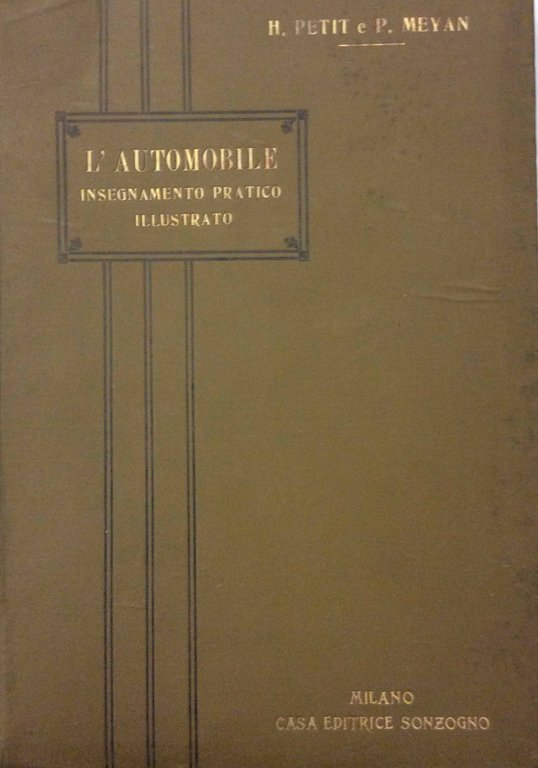 H. PETIT e P. MEYAN
L'AUTOMOBILE
INSEGNAMENTO PRATICO
ILLUSTRATO
MILANO
CASA EDITRICE SONZOGNO